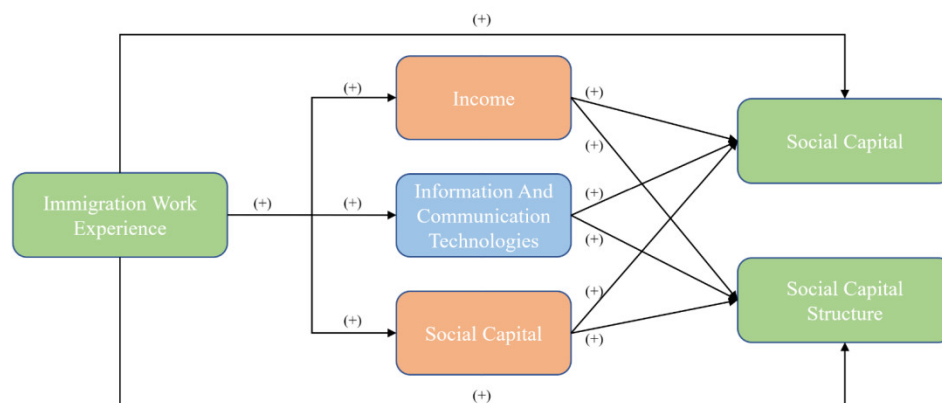 (+)
(+)
Income
(+)
Social Capital
(+)
Immigration Work
Experience
(+)
(+)
Information And
Communication
Technologies
(+)
(+)
Social Capital
Structure
(+)
Social Capital
(+)
(+)
(+)